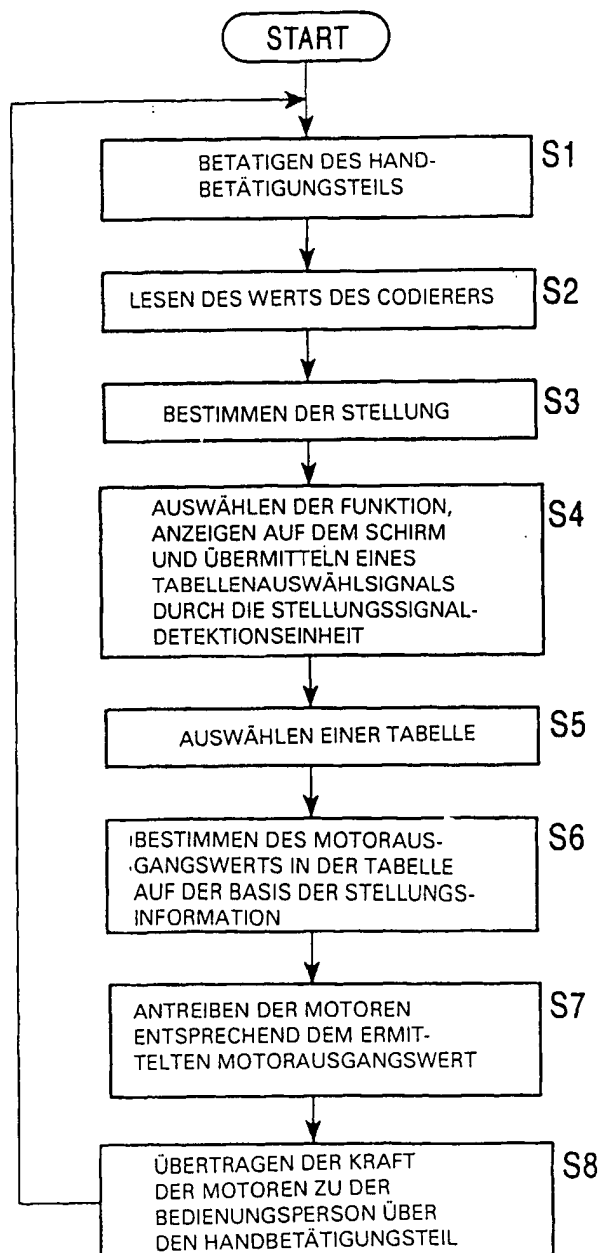 START
BETATIGEN DES HAND-
BETÄTIGUNGSTEILS
S1
LESEN DES WERTS DES CODIERERS
S2
BESTIMMEN DER STELLUNG
S3
AUSWÄHLEN DER FUNKTION,
ANZEIGEN AUF DEM SCHIRM
UND ÜBERMITTELN EINES
TABELLENAUSWÄHLSIGNALS
DURCH DIE STELLUNGSSIGNAL-
DETEKTIONSEINHEIT
S4
AUSWÄHLEN EINER TABELLE
S5
BESTIMMEN DES MOTORAUS-
GANGSWERTS IN DER TABELLE
AUF DER BASIS DER STELLUNGS-
INFORMATION
S6
ANTREIBEN DER MOTOREN
ENTSPRECHEND DEM ERMIT-
TELTEN MOTORAUSGANGSWERT
S7
ÜBERTRAGEN DER KRAFT
DER MOTOREN ZU DER
BEDIENUNGSPERSON ÜBER
DEN HANDBETÄTIGUNGSTEIL
S8